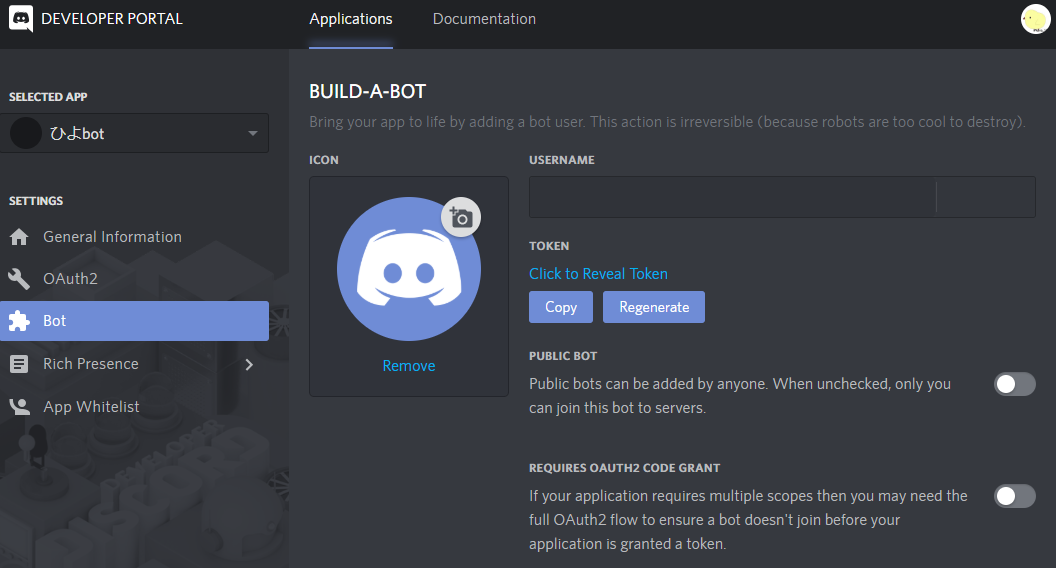 DEVELOPER PORTAL
Applications
Documentation
SELECTED APP
ひよbot
SETTINGS
General Information
OAuth2
Bot
Rich Presence
App Whitelist
BUILD-A-BOT
Bring your app to life by adding a bot user. This action is irreversible (because robots are too cool to destroy).
ICON
Remove
USERNAME
TOKEN
Click to Reveal Token
Copy
Regenerate
PUBLIC BOT
Public bots can be added by anyone. When unchecked, only you
can join this bot to servers.
REQUIRES OAUTH2 CODE GRANT
If your application requires multiple scopes then you may need the
full OAuth2 flow to ensure a bot doesn't join before your
application is granted a token.